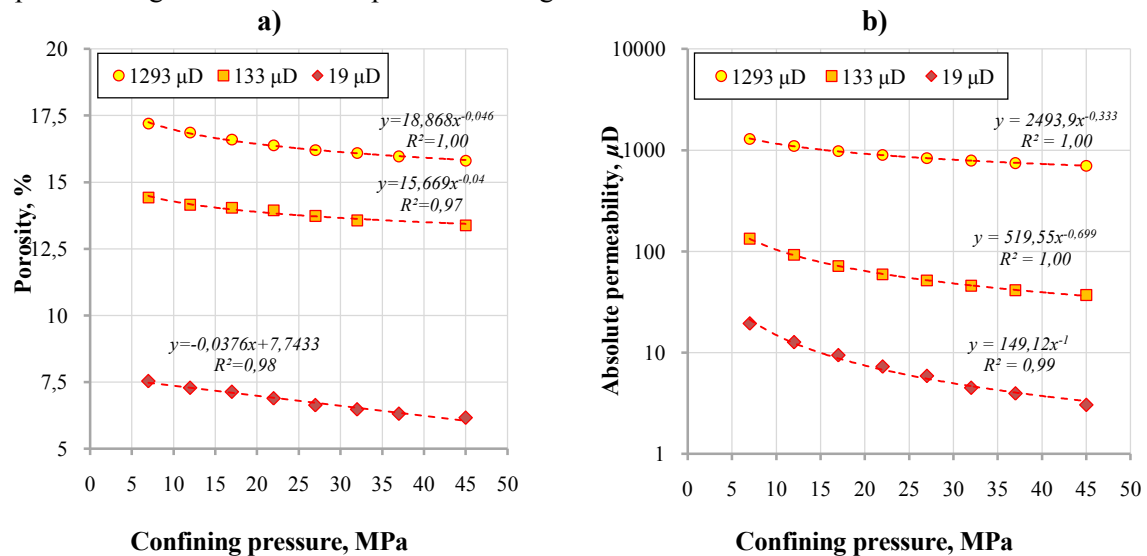 a)
20
17,5
15
12,5
10
7,5
5
1293 µD 133 µD 19 µD
y=18,868x^-0,046
R²=1,00
y=15,669x^-0,04
R²=0,97
y=-0,0376x+7,7433
R²=0,98
Porosity, %
0 5 10 15 20 25 30 35 40 45 50
Confining pressure, MPa
b)
10000
1000
100
10
1
1293 µD 133 µD 19 µD
y = 2493,9x^-0,333
R² = 1,00
y = 519,55x^-0,699
R² = 1,00
y = 149,12x^-1
R² = 0,99
Absolute permeability, µD
0 5 10 15 20 25 30 35 40 45 50
Confining pressure, MPa